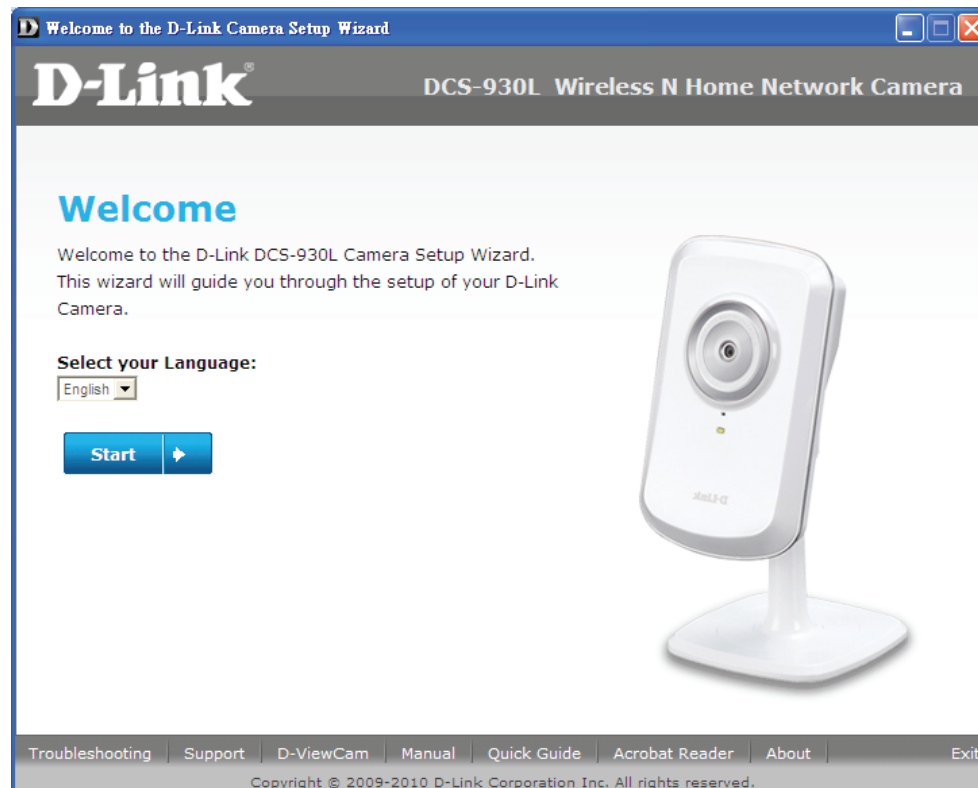 Welcome to the D-Link Camera Setup Wizard
D-Link®
DCS-930L Wireless N Home Network Camera
Welcome
Welcome to the D-Link DCS-930L Camera Setup Wizard.
This wizard will guide you through the setup of your D-Link
Camera.
Select your Language:
English
Start
D-Link
Troubleshooting Support D-ViewCam Manual Quick Guide Acrobat Reader About Exit
Copyright © 2009-2010 D-Link Corporation Inc. All rights reserved.